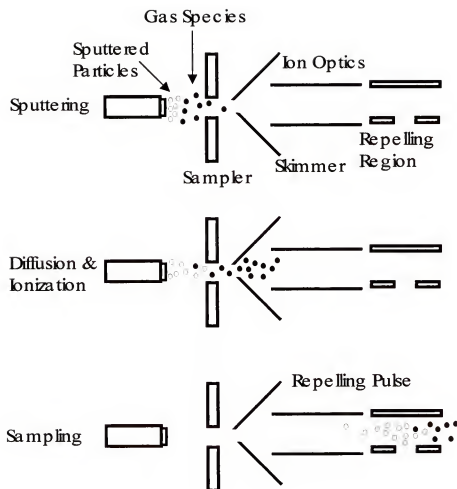 Gas Species
Sputtered
Particles
Ion Optics
Sputtering
Repelling
Region
Sampler
Skimmer
Diffusion &
Ionization
Repelling Pulse
Sampling